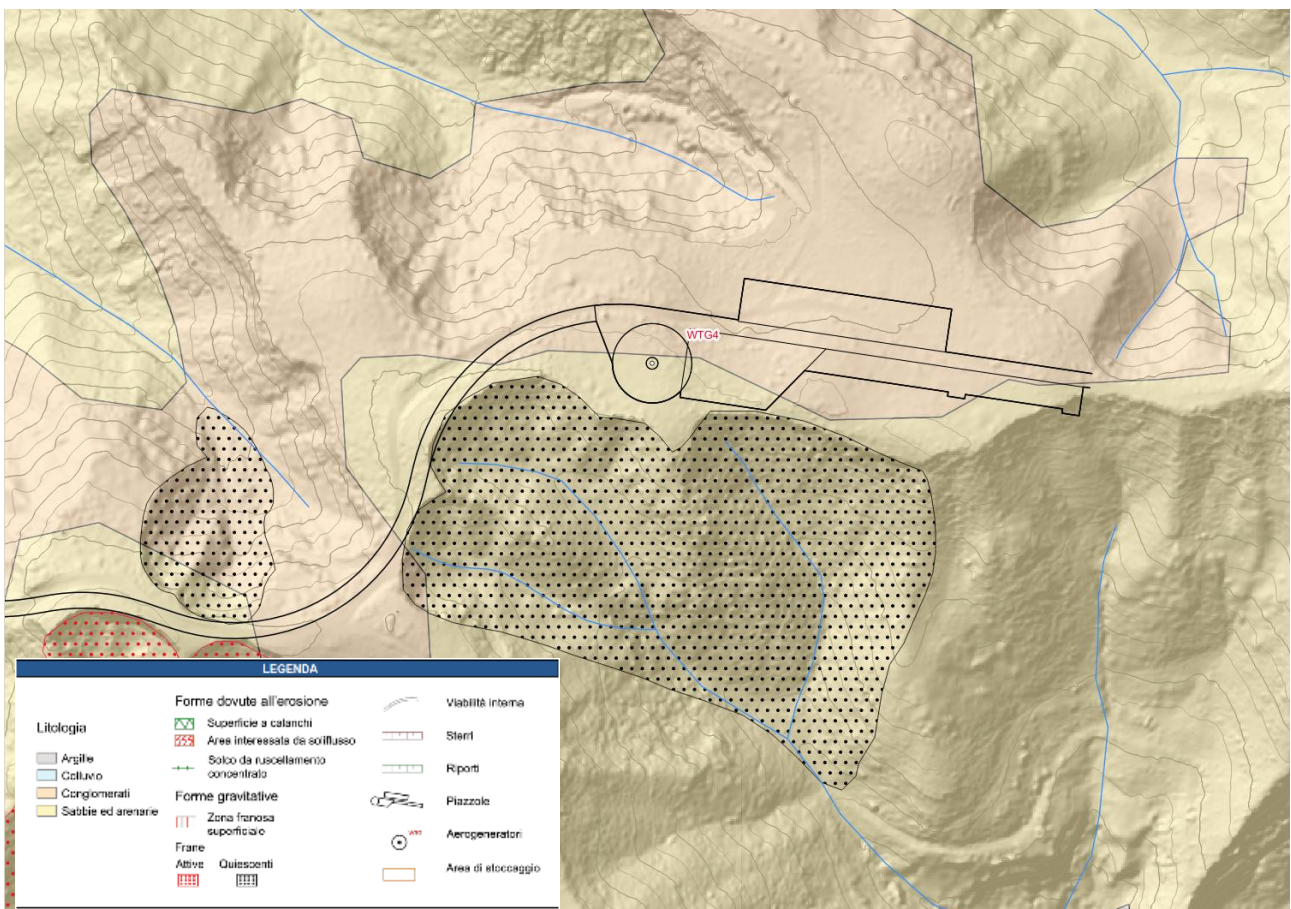 WTG4
LEGENDA
Litologia
Argille
Colluvio
Conglomerati
Sabbie ed arenarie
Forme dovute all'erosione
Superficie a calanchi
Area interessata da soliflusso
Solco da ruscellamento
concentrato
Forme gravitative
Zona franosa
superficiale
Frane
Attive Quiescenti
Viabilità interna
Sterri
Riporti
Piazzole
Aerogeneratori
Area di stoccaggio